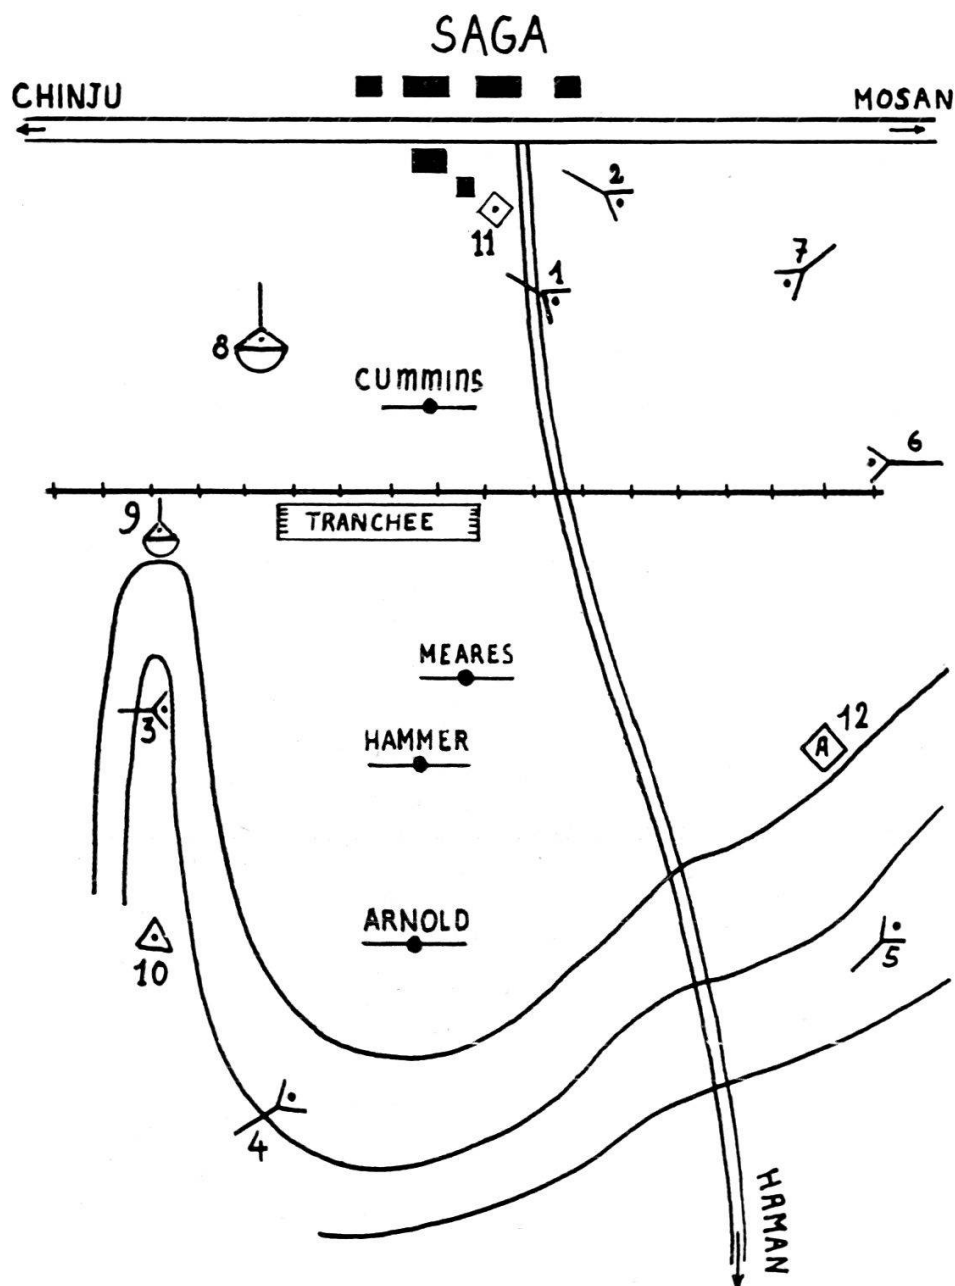 SAGA
CHINJU
MOSAN
2
11
7
1
8
CUMMINS
6
9
TRANCHEE
MEARES
12
3
HAMMER
A
ARNOLD
5
10
4
HAMAN